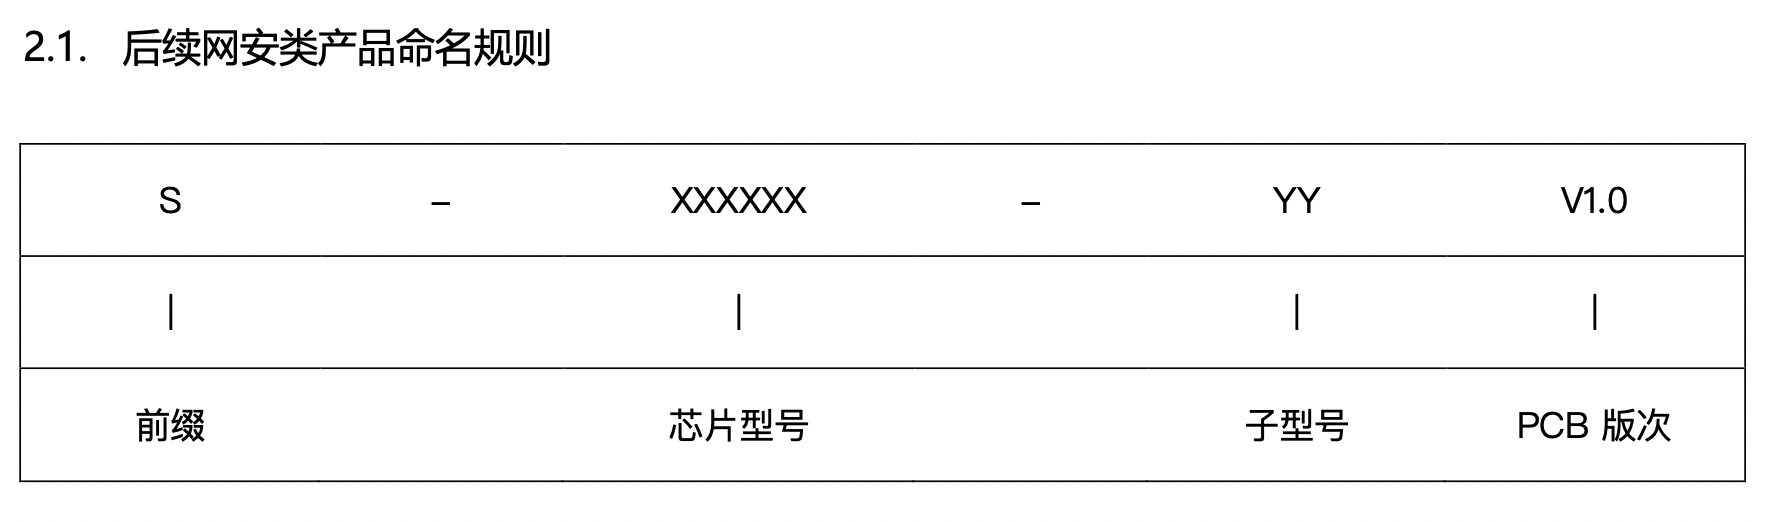 2.1. 后续网安类产品命名规则
S – XXXXXX – YY V1.0
| | | |
前缀 芯片型号 子型号 PCB 版次